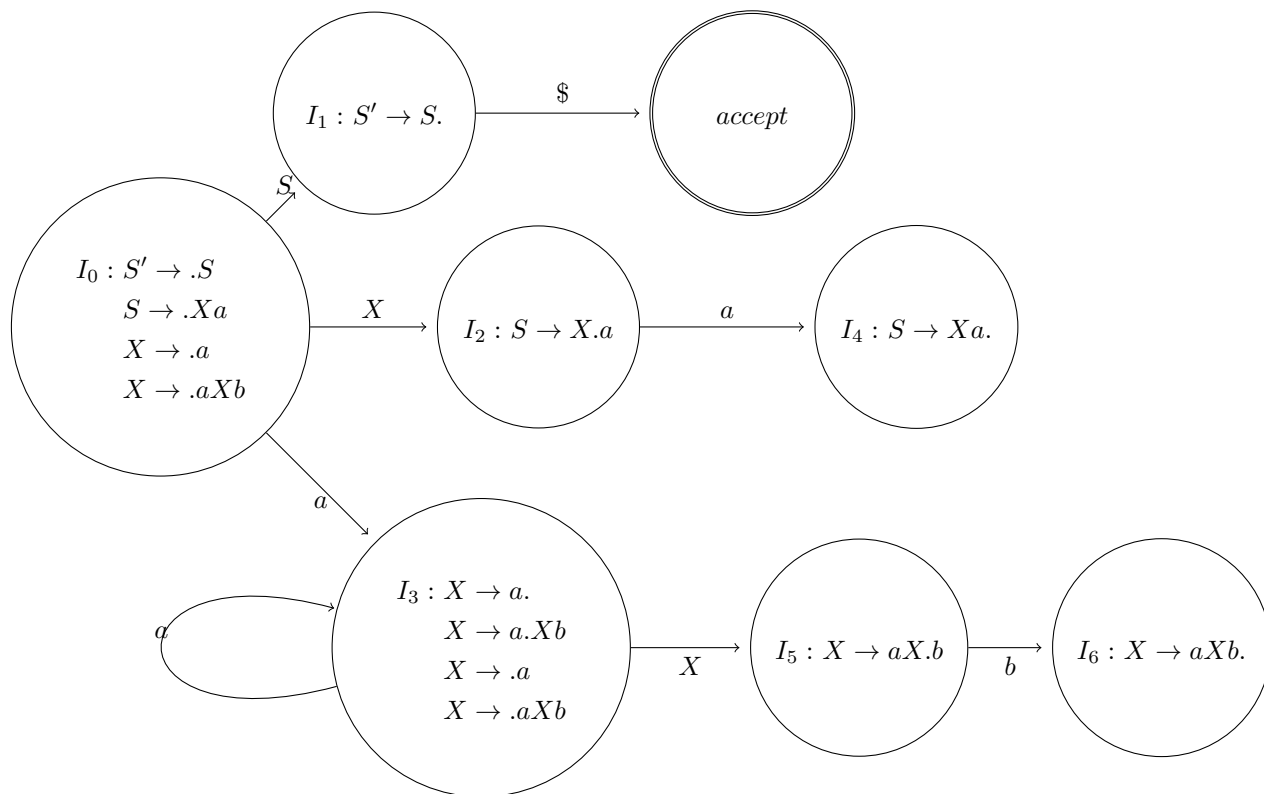 I₁ : S′ → S.
$
accept
S
I₀ : S′ → .S
S → .Xa
X → .a
X → .aXb
X
I₂ : S → X.a
a
I₄ : S → Xa.
a
I₃ : X → a.
X → a.Xb
X → .a
X → .aXb
a
X
I₅ : X → aX.b
b
I₆ : X → aXb.